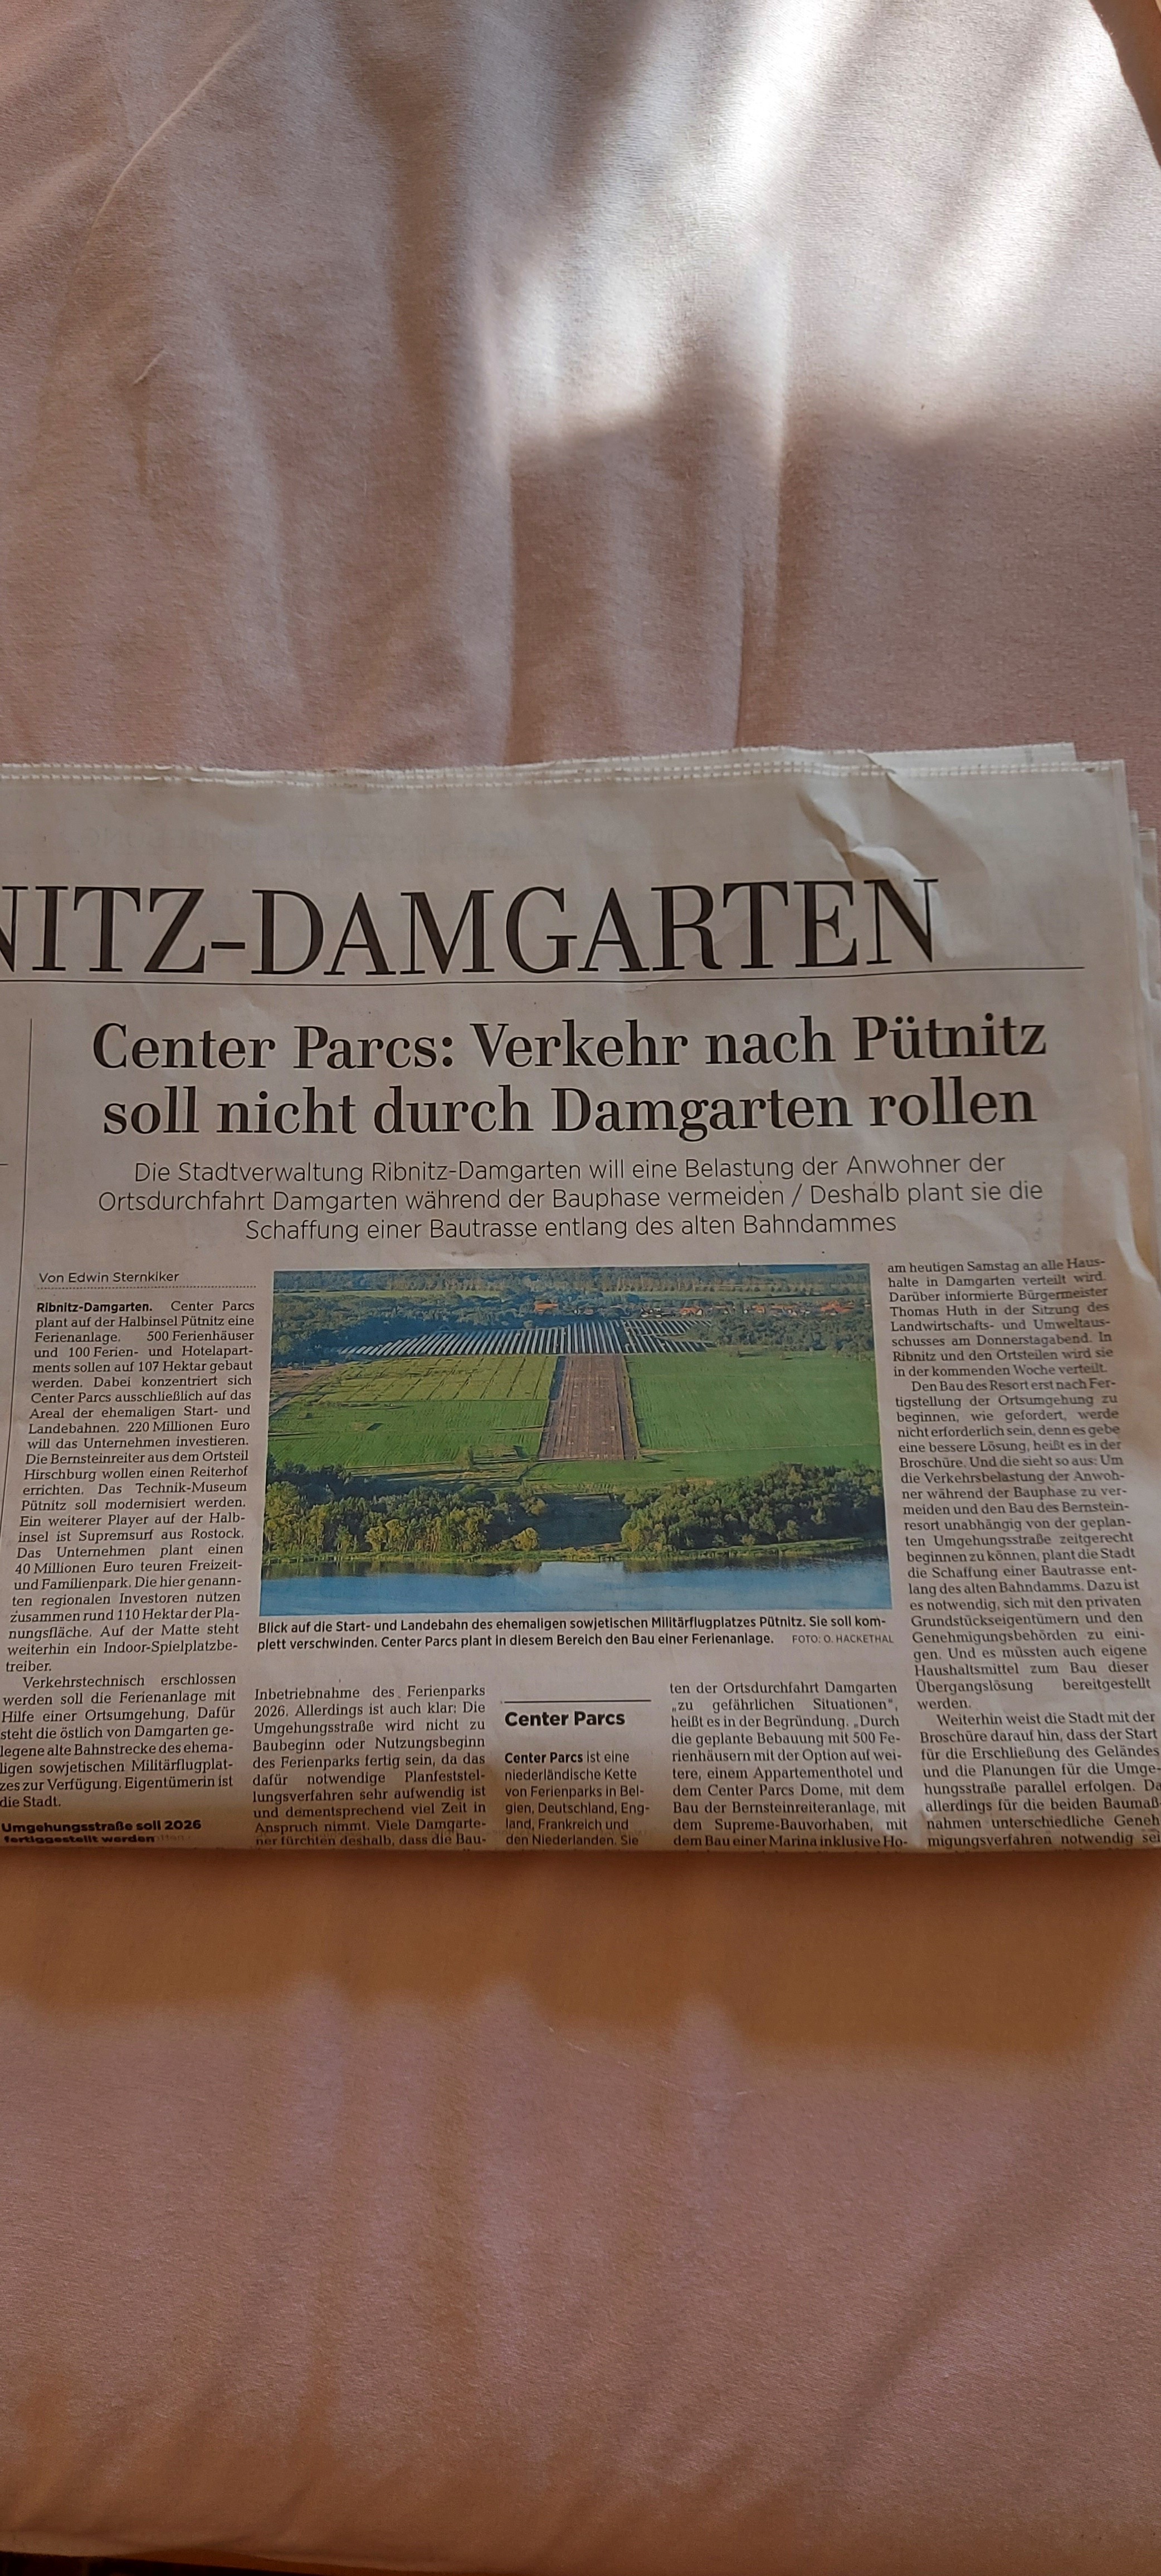 NITZ-DAMGARTEN
Center Parcs: Verkehr nach Pütnitz
soll nicht durch Damgarten rollen
Die Stadtverwaltung Ribnitz-Damgarten will eine Belastung der Anwohner der
Ortsdurchfahrt Damgarten während der Bauphase vermeiden / Deshalb plant sie die
Schaffung einer Bautrasse entlang des alten Bahndammes
Von Edwin Sternkiker
Ribnitz-Damgarten. Center Parcs
plant auf der Halbinsel Pütnitz eine
Ferienanlage. 500 Ferienhäuser
und 100 Ferien- und Hotelapart-
ments sollen auf 107 Hektar gebaut
werden. Dabei konzentriert sich
Center Parcs ausschließlich auf das
Areal der ehemaligen Start- und
Landebahnen. 220 Millionen Euro
will das Unternehmen investieren.
Die Bernsteinreiter aus dem Ortsteil
Hirschburg wollen einen Reiterhof
errichten. Das Technik-Museum
Pütnitz soll modernisiert werden.
Ein weiterer Player auf der Halb-
insel ist Supremsurf aus Rostock.
Das Unternehmen plant einen
40 Millionen Euro teuren Freizeit-
und Familienpark. Die hier genann-
ten regionalen Investoren nutzen
zusammen rund 110 Hektar der Pla-
nungsfläche. Auf der Matte steht
weiterhin ein Indoor-Spielplatzbe-
treiber.
Verkehrstechnisch erschlossen
werden soll die Ferienanlage mit
Hilfe einer Ortsumgehung. Dafür
steht die östlich von Damgarten ge-
legene alte Bahnstrecke des ehema-
ligen sowjetischen Militärflugplat-
zes zur Verfügung. Eigentümerin ist
die Stadt.
Umgehungsstraße soll 2026
fertiggestellt werden
Blick auf die Start- und Landebahn des ehemaligen sowjetischen Militärflugplatzes Pütnitz. Sie soll kom-
plett verschwinden. Center Parcs plant in diesem Bereich den Bau einer Ferienanlage. FOTO: O. HACKETHAL
Inbetriebnahme des Ferienparks
2026. Allerdings ist auch klar: Die
Umgehungsstraße wird nicht zu
Baubeginn oder Nutzungsbeginn
des Ferienparks fertig sein, da das
dafür notwendige Planfeststel-
lungsverfahren sehr aufwendig ist
und dementsprechend viel Zeit in
Anspruch nimmt. Viele Damgarte-
ner fürchten deshalb, dass die Bau-
Center Parcs
Center Parcs ist eine
niederländische Kette
von Ferienparks in Bel-
gien, Deutschland, Eng-
land, Frankreich und
den Niederlanden. Sie
ten der Ortsdurchfahrt Damgarten
„zu gefährlichen Situationen“,
heißt es in der Begründung. „Durch
die geplante Bebauung mit 500 Fe-
rienhäusern mit der Option auf wei-
tere, einem Appartementhotel und
dem Center Parcs Dome, mit dem
Bau der Bernsteinreiteranlage, mit
dem Supreme-Bauvorhaben, mit
dem Bau einer Marina inklusive Ho-
am heutigen Samstag an alle Haus-
halte in Damgarten verteilt wird.
Darüber informierte Bürgermeister
Thomas Huth in der Sitzung des
Landwirtschafts- und Umweltaus-
schusses am Donnerstagabend. In
Ribnitz und den Ortsteilen wird sie
in der kommenden Woche verteilt.
Den Bau des Resort erst nach Fer-
tigstellung der Ortsumgehung zu
beginnen, wie gefordert, werde
nicht erforderlich sein, denn es gebe
eine bessere Lösung, heißt es in der
Broschüre. Und die sieht so aus: Um
die Verkehrsbelastung der Anwoh-
ner während der Bauphase zu ver-
meiden und den Bau des Bernstein-
resort unabhängig von der geplan-
ten Umgehungsstraße zeitgerecht
beginnen zu können, plant die Stadt
die Schaffung einer Bautrasse ent-
lang des alten Bahndamms. Dazu ist
es notwendig, sich mit den privaten
Grundstückseigentümern und den
Genehmigungsbehörden zu eini-
gen. Und es müssten auch eigene
Haushaltsmittel zum Bau dieser
Übergangslösung bereitgestellt
werden.
Weiterhin weist die Stadt mit der
Broschüre darauf hin, dass der Start
für die Erschließung des Geländes
und die Planungen für die Umge-
hungsstraße parallel erfolgen. Da
allerdings für die beiden Baumaß-
nahmen unterschiedliche Geneh
migungsverfahren notwendig sei